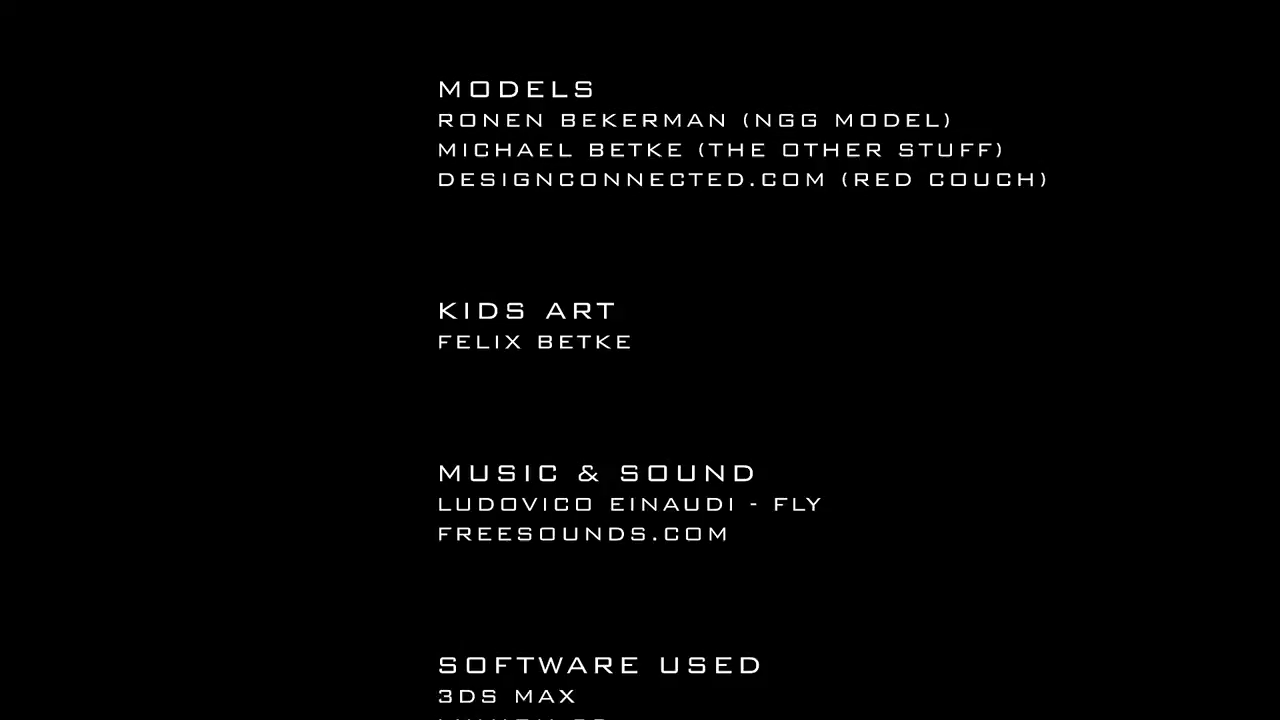 MODELS
RONEN BEKERMAN (NGG MODEL)
MICHAEL BETKE (THE OTHER STUFF)
DESIGNCONNECTED.COM (RED COUCH)
KIDS ART
FELIX BETKE
MUSIC & SOUND
LUDOVICO EINAUDI - FLY
FREESOUNDS.COM
SOFTWARE USED
3DS MAX